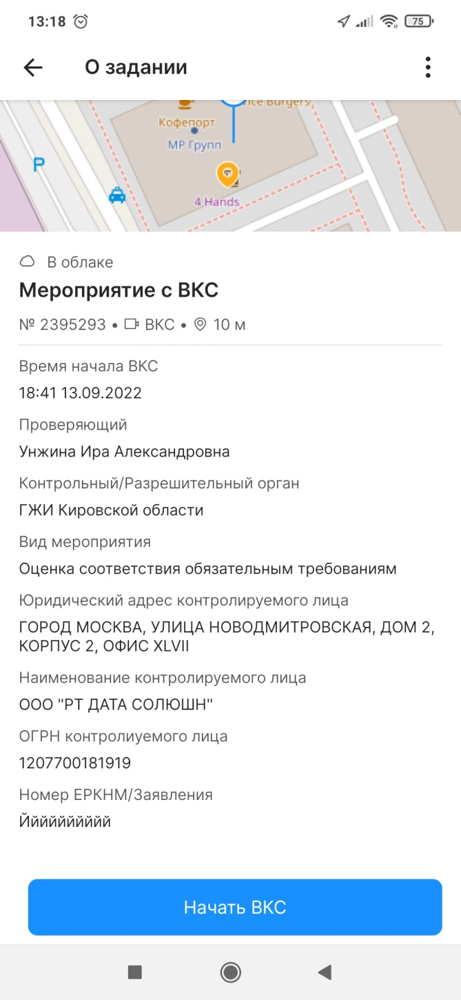 13:18
75
О задании
ice Burgers
Кофепорт
МР Групп
P
4 Hands
В облаке
Мероприятие с ВКС
№ 2395293 • ВКС • 10 м
Время начала ВКС
18:41 13.09.2022
Проверяющий
Унжина Ира Александровна
Контрольный/Разрешительный орган
ГЖИ Кировской области
Вид мероприятия
Оценка соответствия обязательным требованиям
Юридический адрес контролируемого лица
ГОРОД МОСКВА, УЛИЦА НОВОДМИТРОВСКАЯ, ДОМ 2,
КОРПУС 2, ОФИС XLVII
Наименование контролируемого лица
ООО "РТ ДАТА СОЛЮШН"
ОГРН контролиуемого лица
1207700181919
Номер ЕРКНМ/Заявления
Йййййййййй
Начать ВКС